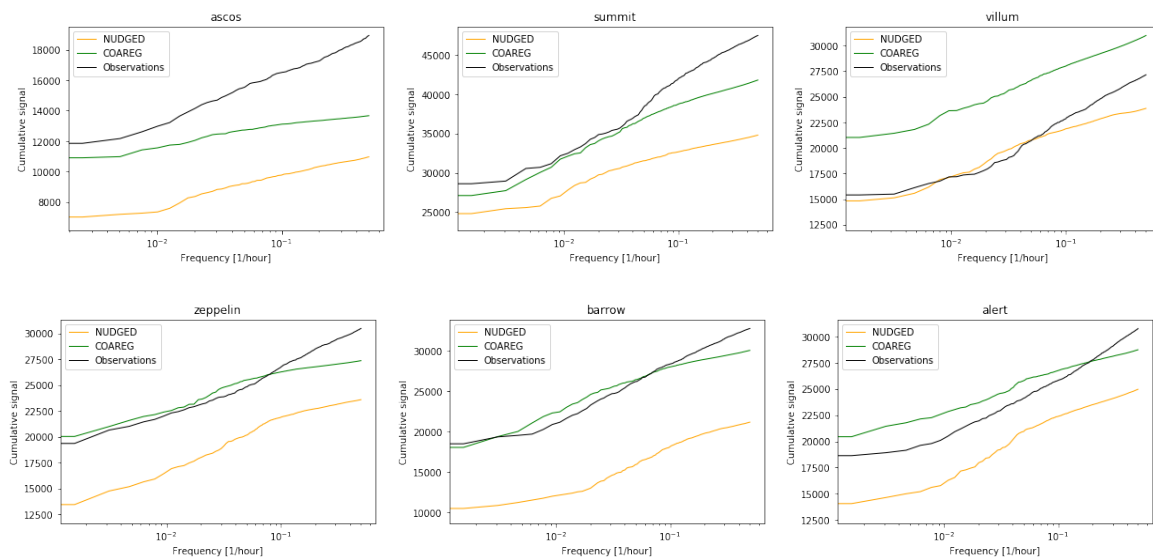 ascos
NUDGED
COAREG
Observations
18000
16000
14000
12000
10000
8000
Cumulative signal
10⁻²
10⁻¹
Frequency [1/hour]
summit
NUDGED
COAREG
Observations
45000
40000
35000
30000
25000
Cumulative signal
10⁻²
10⁻¹
Frequency [1/hour]
villum
NUDGED
COAREG
Observations
30000
27500
25000
22500
20000
17500
15000
12500
Cumulative signal
10⁻²
10⁻¹
Frequency [1/hour]
zeppelin
NUDGED
COAREG
Observations
30000
27500
25000
22500
20000
17500
15000
12500
Cumulative signal
10⁻²
10⁻¹
Frequency [1/hour]
barrow
NUDGED
COAREG
Observations
30000
25000
20000
15000
10000
Cumulative signal
10⁻²
10⁻¹
Frequency [1/hour]
alert
NUDGED
COAREG
Observations
30000
27500
25000
22500
20000
17500
15000
12500
Cumulative signal
10⁻²
10⁻¹
Frequency [1/hour]